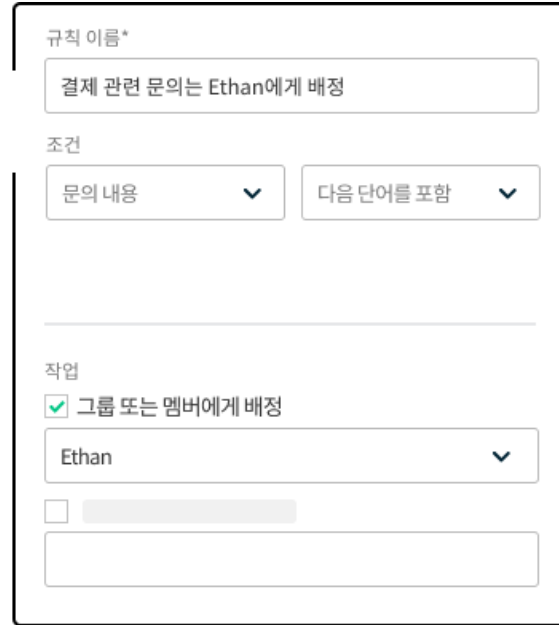 규칙 이름*
결제 관련 문의는 Ethan에게 배정
조건
문의 내용 다음 단어를 포함
작업
그룹 또는 멤버에게 배정
Ethan